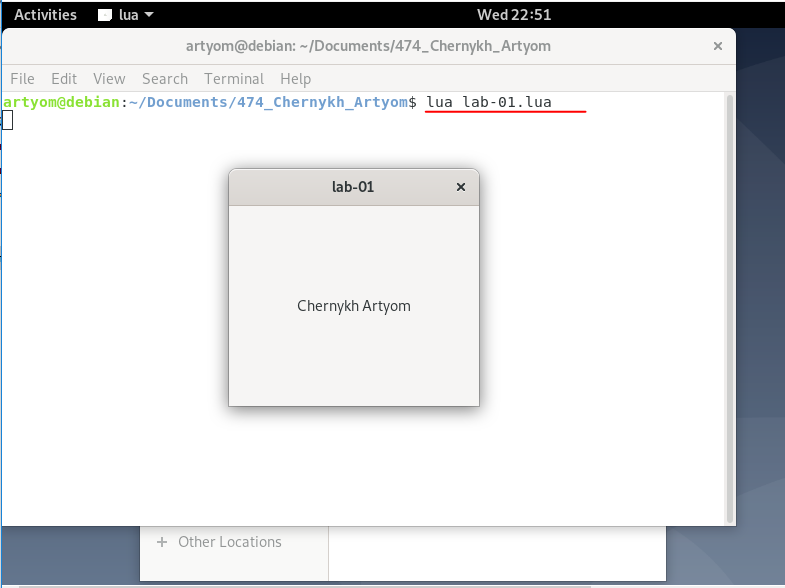 Activities lua Wed 22:51
artyom@debian: ~/Documents/474_Chernykh_Artyom
File Edit View Search Terminal Help
artyom@debian:~/Documents/474_Chernykh_Artyom$ lua lab-01.lua
lab-01
Chernykh Artyom
Other Locations